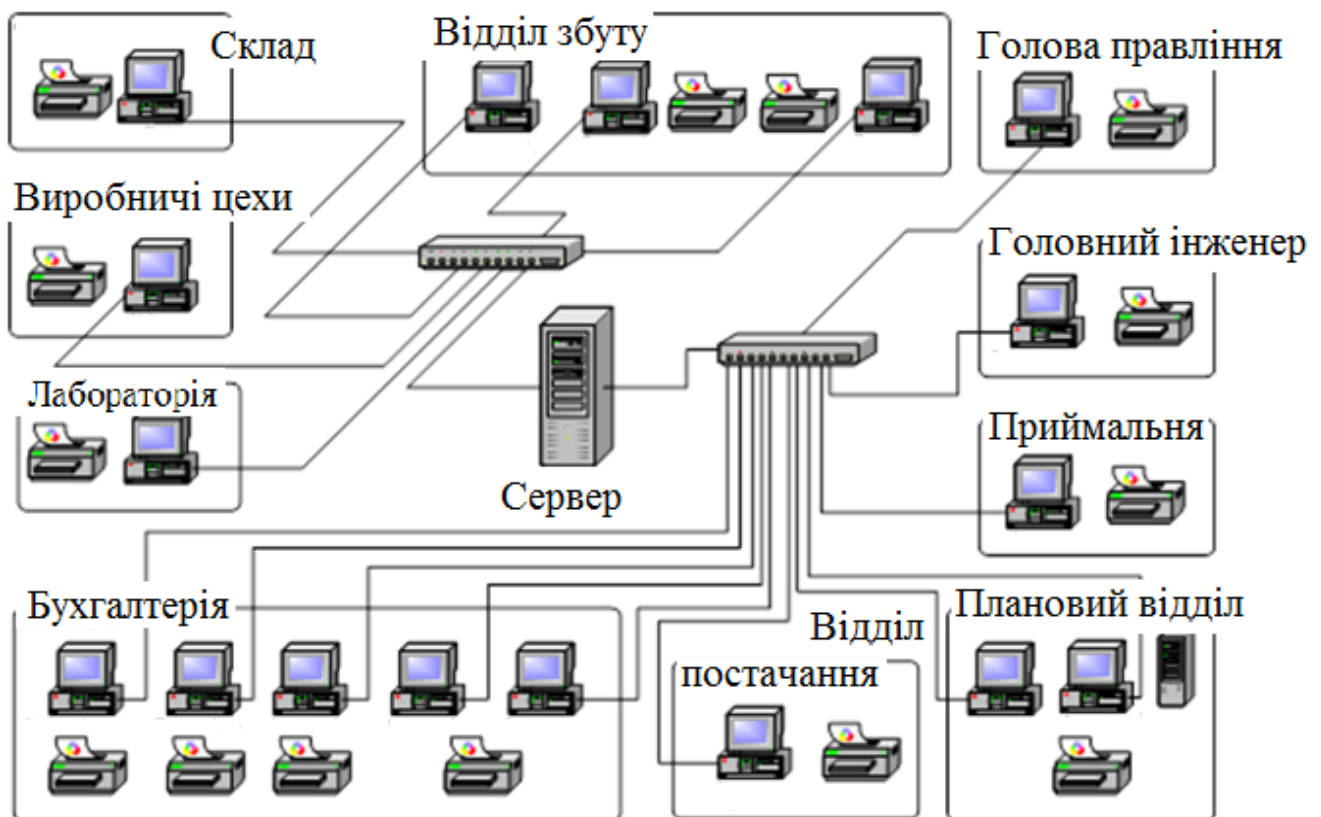 Склад
Відділ збуту
Голова правління
Виробничі цехи
Головний інженер
Лабораторія
Приймальня
Сервер
Бухгалтерія
Відділ
постачання
Плановий відділ